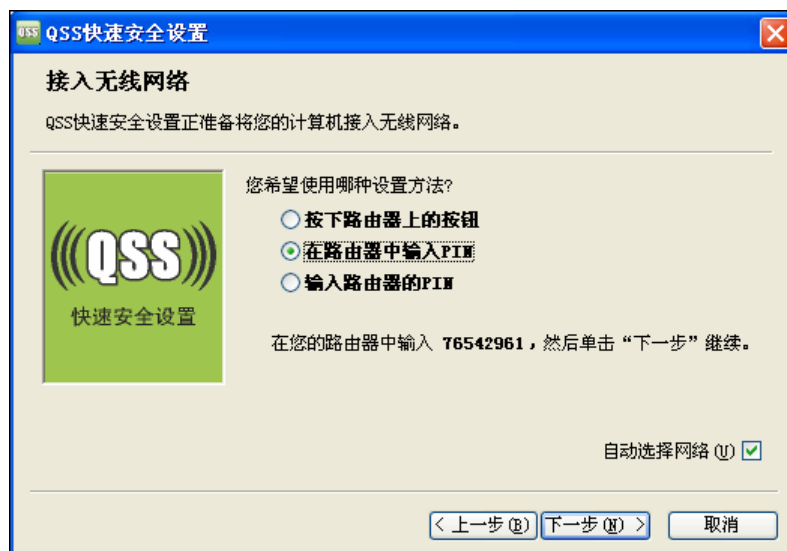 QSS QSS快速安全设置
接入无线网络
QSS快速安全设置正准备将您的计算机接入无线网络。
您希望使用哪种设置方法?
按下路由器上的按钮
在路由器中输入PIN
输入路由器的PIN
(((QSS)))
快速安全设置
在您的路由器中输入 76542961，然后单击“下一步”继续。
自动选择网络(U)
< 上一步(B) 下一步(N) > 取消